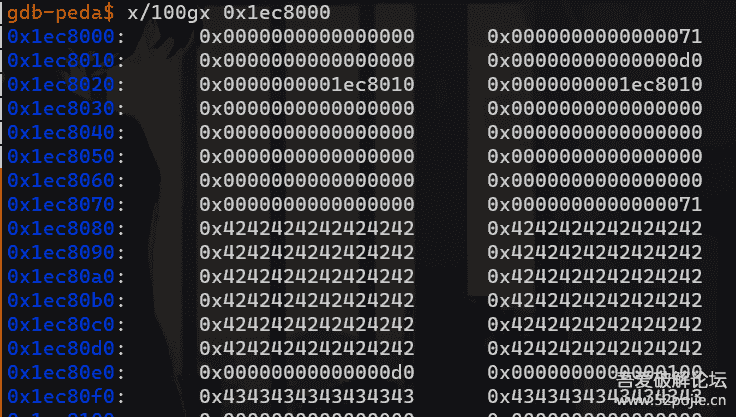 gdb-peda$ x/100gx 0x1ec8000
0x1ec8000: 0x0000000000000000 0x0000000000000071
0x1ec8010: 0x0000000000000000 0x00000000000000d0
0x1ec8020: 0x0000000001ec8010 0x0000000001ec8010
0x1ec8030: 0x0000000000000000 0x0000000000000000
0x1ec8040: 0x0000000000000000 0x0000000000000000
0x1ec8050: 0x0000000000000000 0x0000000000000000
0x1ec8060: 0x0000000000000000 0x0000000000000000
0x1ec8070: 0x0000000000000000 0x0000000000000071
0x1ec8080: 0x4242424242424242 0x4242424242424242
0x1ec8090: 0x4242424242424242 0x4242424242424242
0x1ec80a0: 0x4242424242424242 0x4242424242424242
0x1ec80b0: 0x4242424242424242 0x4242424242424242
0x1ec80c0: 0x4242424242424242 0x4242424242424242
0x1ec80d0: 0x4242424242424242 0x4242424242424242
0x1ec80e0: 0x00000000000000d0 0x0000000000000100
0x1ec80f0: 0x4343434343434343 0x4343434343434343
吾爱破解论坛
www.52pojie.cn